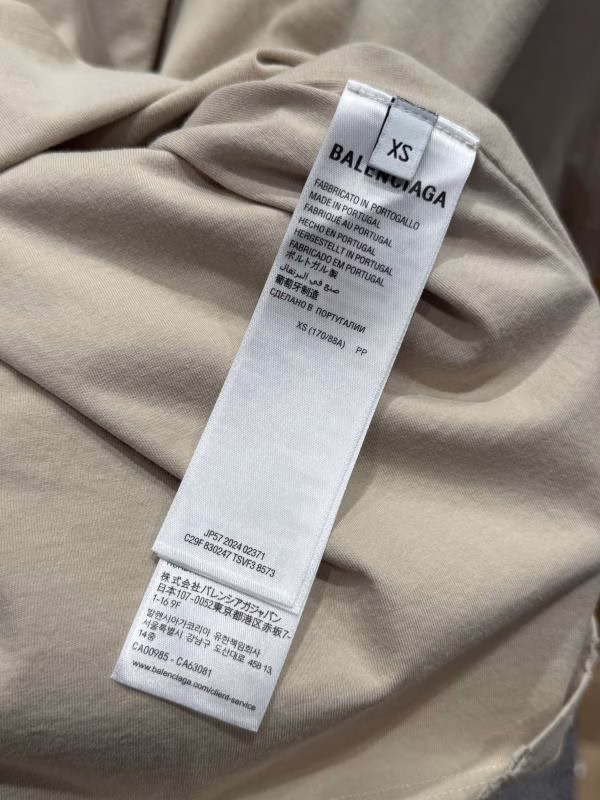 XS
BALENCIAGA
FABBRICATO IN PORTOGALLO
MADE IN PORTUGAL
FABRIQUÉ AU PORTUGAL
HECHO EN PORTUGAL
HERGESTELLT IN PORTUGAL
FABRICADO EM PORTUGAL
ポルトガル製
صنع في البرتغال
葡萄牙制造
СДЕЛАНО В ПОРТУГАЛИИ
XS (170/88A) PP
JP57 2024 02371
C29F 830247 TSVF3 8573
株式会社バレンシアガジャパン
日本107-0052東京都港区赤坂7-
1-16 9F
발렌시아가코리아 유한책임회사
서울특별시 강남구 도산대로 458 13,
14층
CA00985 - CA63081
www.balenciaga.com/client-service